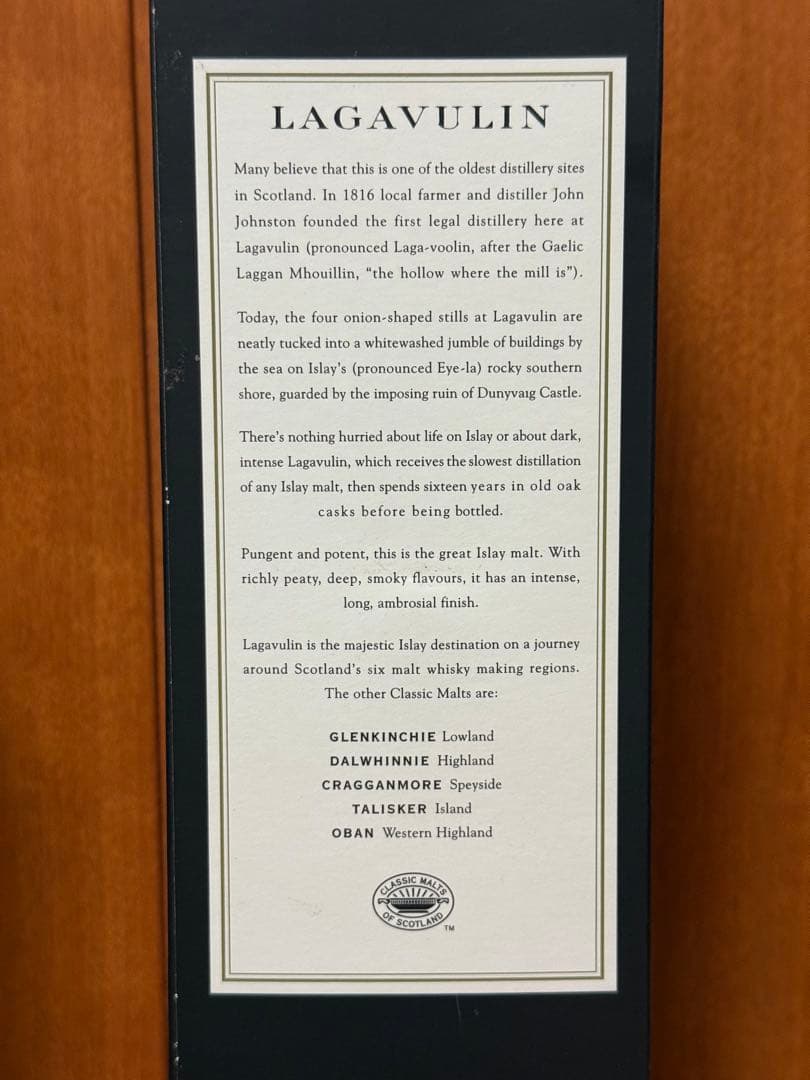 LAGAVULIN
Many believe that this is one of the oldest distillery sites
in Scotland. In 1816 local farmer and distiller John
Johnston founded the first legal distillery here at
Lagavulin (pronounced Laga-voolin, after the Gaelic
Laggan Mhouillin, “the hollow where the mill is”).
Today, the four onion-shaped stills at Lagavulin are
neatly tucked into a whitewashed jumble of buildings by
the sea on Islay’s (pronounced Eye-la) rocky southern
shore, guarded by the imposing ruin of Dunyvaig Castle.
There’s nothing hurried about life on Islay or about dark,
intense Lagavulin, which receives the slowest distillation
of any Islay malt, then spends sixteen years in old oak
casks before being bottled.
Pungent and potent, this is the great Islay malt. With
richly peaty, deep, smoky flavours, it has an intense,
long, ambrosial finish.
Lagavulin is the majestic Islay destination on a journey
around Scotland’s six malt whisky making regions.
The other Classic Malts are:
GLENKINCHIE Lowland
DALWHINNIE Highland
CRAGGANMORE Speyside
TALISKER Island
OBAN Western Highland
CLASSIC MALTS
OF SCOTLAND
TM